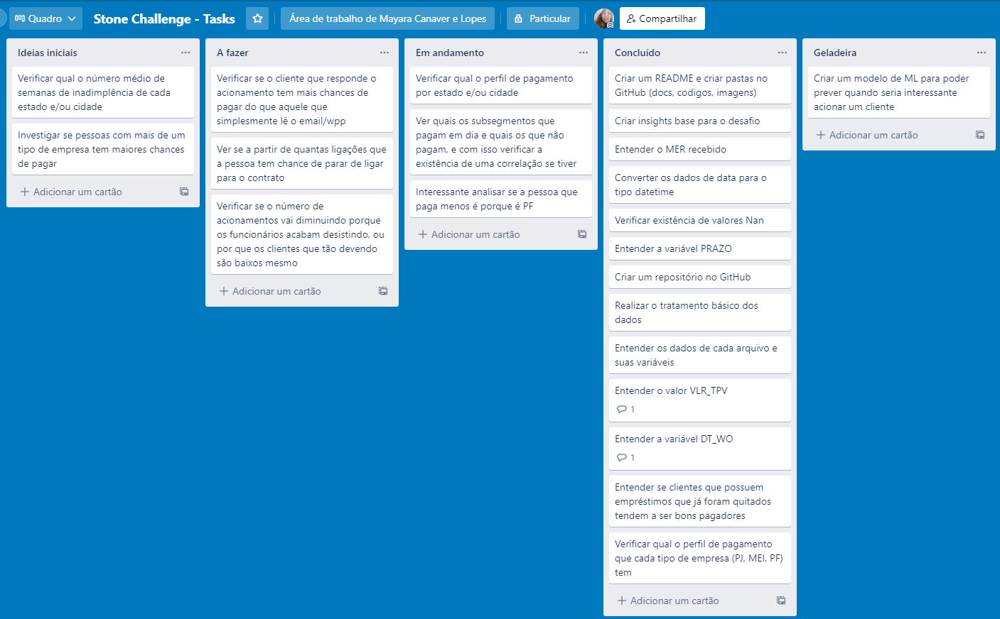 Quadro
Stone Challenge - Tasks
Área de trabalho de Mayara Canaver e Lopes
Particular
Compartilhar
Ideias iniciais
Verificar qual o número médio de
semanas de inadimplência de cada
estado e/ou cidade
Investigar se pessoas com mais de um
tipo de empresa tem maiores chances
de pagar
Adicionar um cartão
A fazer
Verificar se o cliente que responde o
acionamento tem mais chances de
pagar do que aquele que
simplesmente lê o email/wpp
Ver se a partir de quantas ligações que
a pessoa tem chance de parar de ligar
para o contrato
Verificar se o número de
acionamentos vai diminuindo porque
os funcionários acabam desistindo, ou
por que os clientes que tão devendo
são baixos mesmo
Adicionar um cartão
Em andamento
Verificar qual o perfil de pagamento
por estado e/ou cidade
Ver quais os subsegmentos que
pagam em dia e quais os que não
pagam, e com isso verificar a
existência de uma correlação se tiver
Interessante analisar se a pessoa que
paga menos é porque é PF
Adicionar um cartão
Concluído
Criar um README e criar pastas no
GitHub (docs, codigos, imagens)
Criar insights base para o desafio
Entender o MER recebido
Converter os dados de data para o
tipo datetime
Verificar existência de valores Nan
Entender a variável PRAZO
Criar um repositório no GitHub
Realizar o tratamento básico dos
dados
Entender os dados de cada arquivo e
suas variáveis
Entender o valor VLR_TPV
1
Entender a variável DT_WO
1
Entender se clientes que possuem
empréstimos que já foram quitados
tendem a ser bons pagadores
Verificar qual o perfil de pagamento
que cada tipo de empresa (PJ, MEI, PF)
tem
Adicionar um cartão
Geladeira
Criar um modelo de ML para poder
prever quando seria interessante
acionar um cliente
Adicionar um cartão